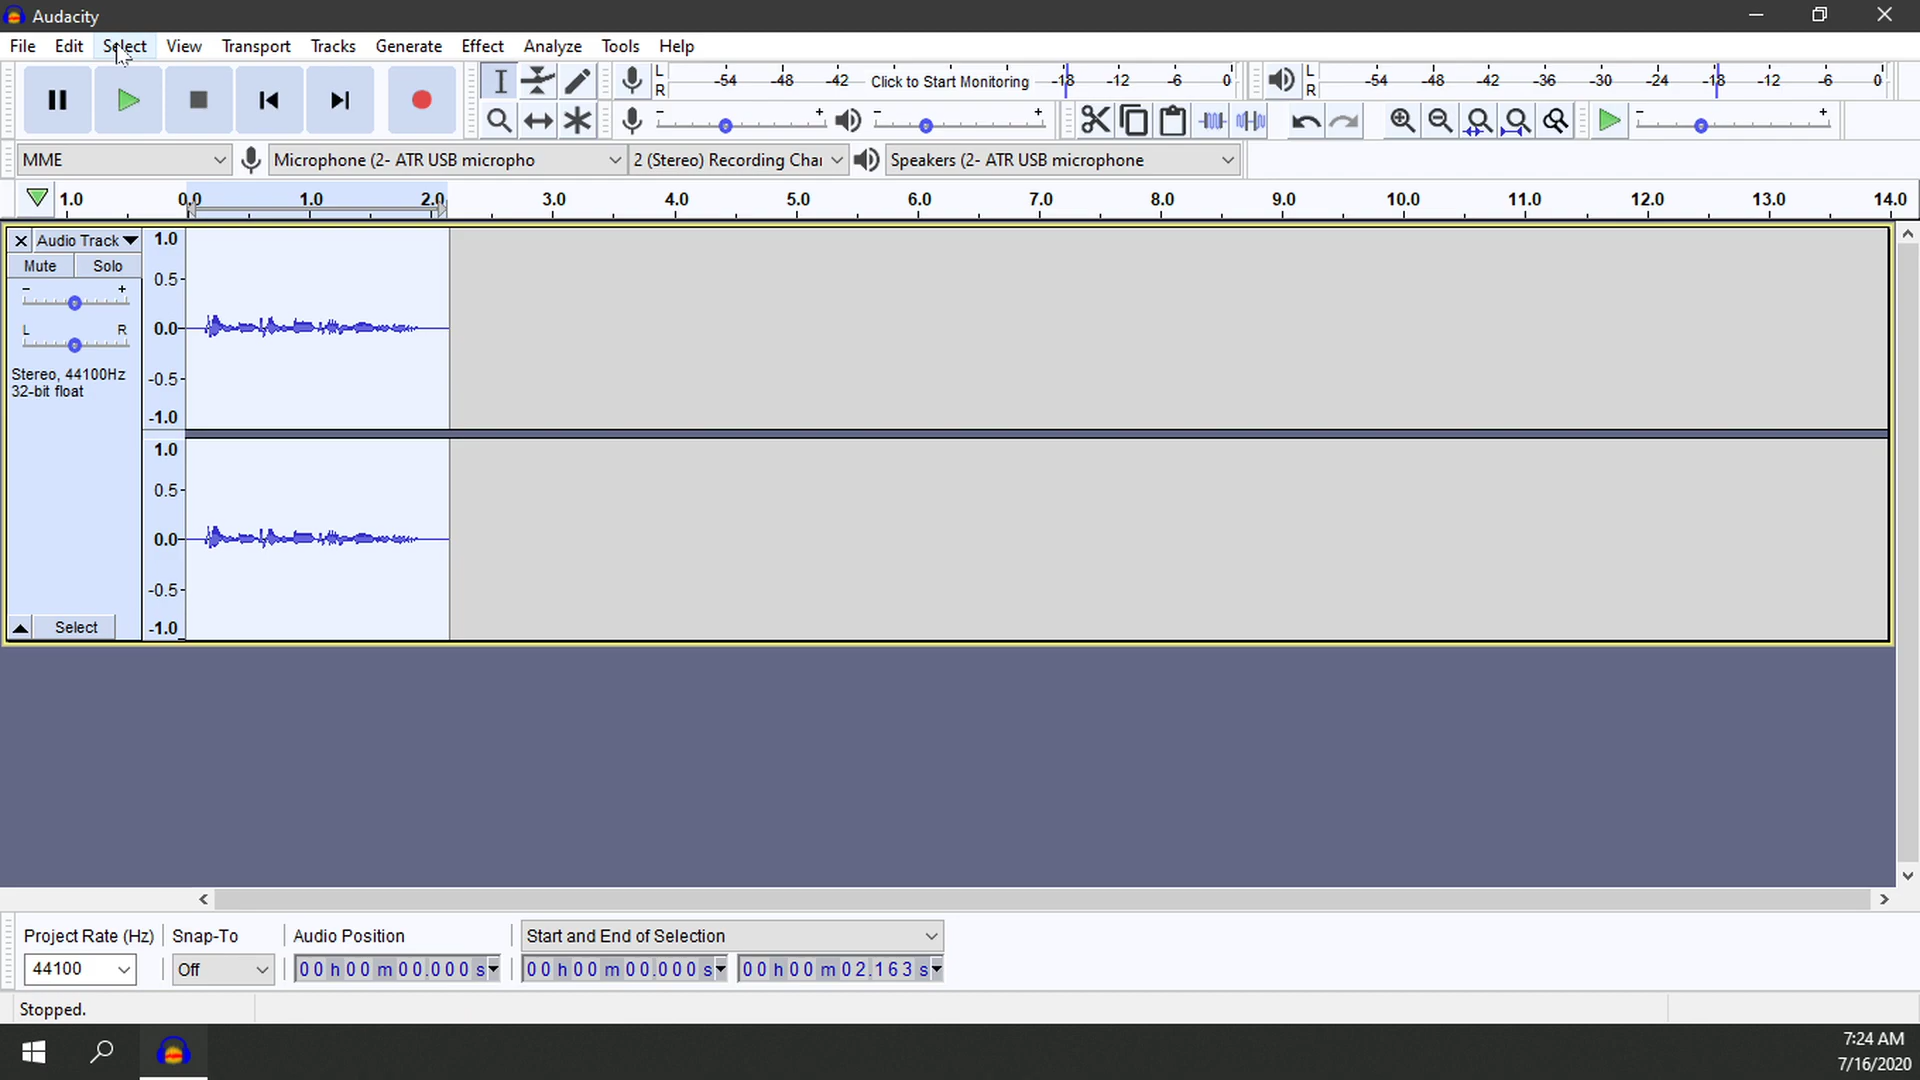 Audacity
File Edit Select View Transport Tracks Generate Effect Analyze Tools Help
L R -54 -48 -42 Click to Start Monitoring -18 -12 -6 0
L R -54 -48 -42 -36 -30 -24 -18 -12 -6 0
- + - + - +
MME Microphone (2- ATR USB micropho 2 (Stereo) Recording Chai Speakers (2- ATR USB microphone
1.0 0.0 1.0 2.0 3.0 4.0 5.0 6.0 7.0 8.0 9.0 10.0 11.0 12.0 13.0 14.0
Audio Track 1.0
Mute Solo
0.5
- +
L R 0.0
Stereo, 44100Hz
32-bit float
-0.5
-1.0
1.0
0.5
0.0
-0.5
Select -1.0
Project Rate (Hz) Snap-To Audio Position Start and End of Selection
44100 Off 00 h 00 m 00.000 s 00 h 00 m 00.000 s 00 h 00 m 02.163 s
Stopped.
7:24 AM
7/16/2020